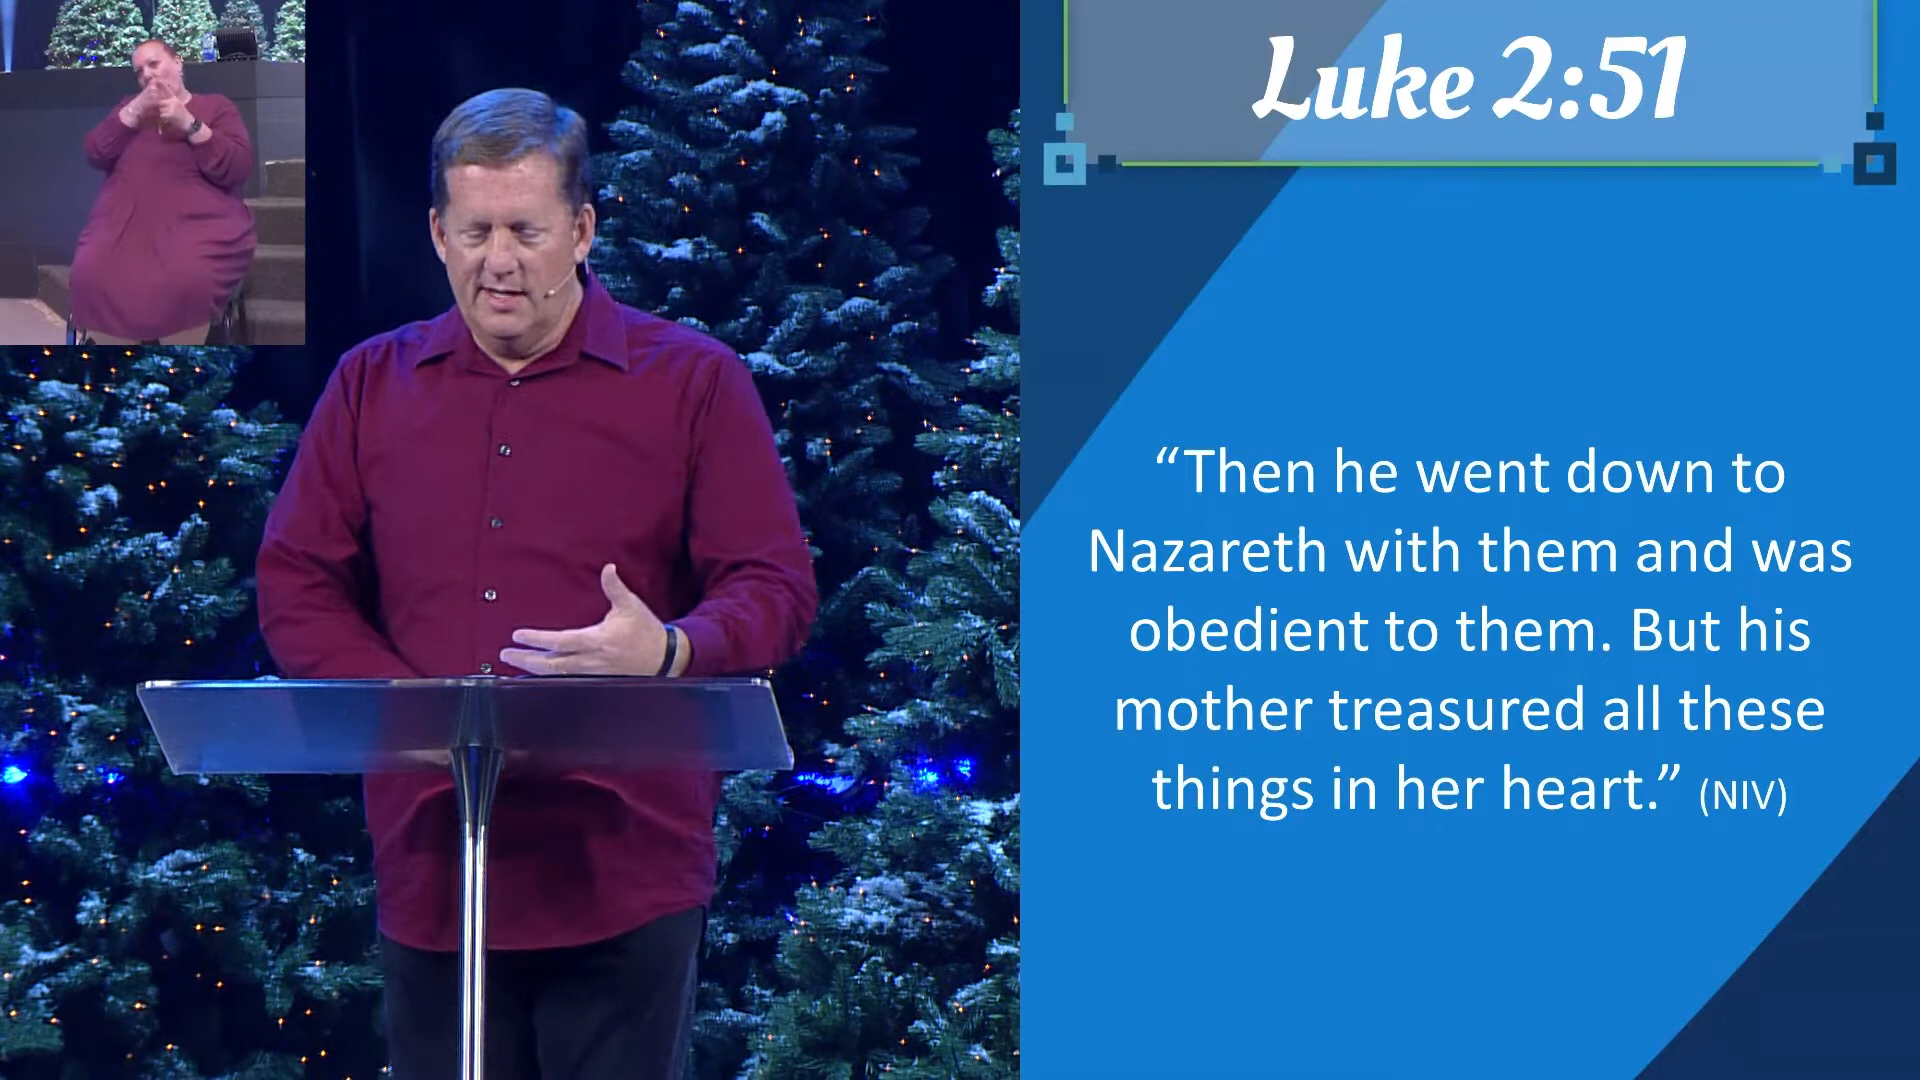 Luke 2:51
“Then he went down to
Nazareth with them and was
obedient to them. But his
mother treasured all these
things in her heart.” (NIV)